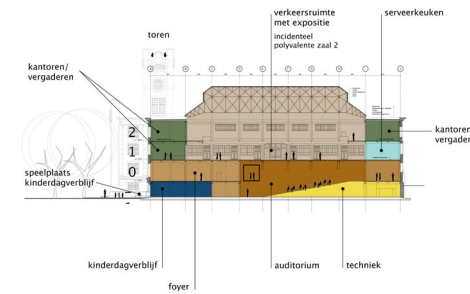 verkeersruimte
met expositie
incidenteel
polyvalente zaal 2
serveerkeuken
toren
kantoren/
vergaderen
kantoren
vergader
2
1
0
speelplaats
kinderdagverblijf
kinderdagverblijf
auditorium
techniek
foyer